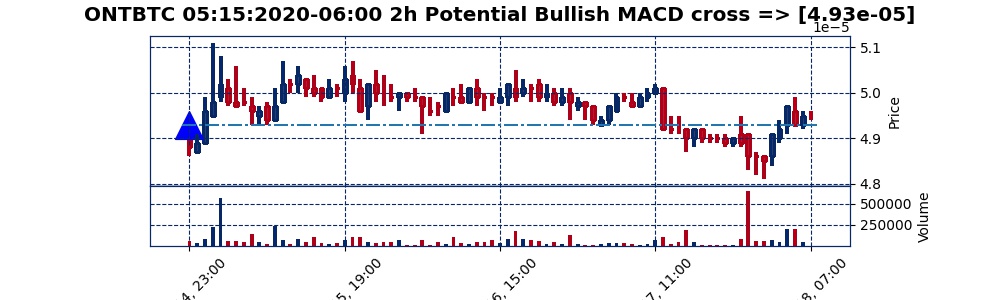 ONTBTC 05:15:2020-06:00 2h Potential Bullish MACD cross => [4.93e-05]
1e−5
5.1
5.0
4.9
4.8
Price
500000
250000
Volume
4, 23:00
5, 19:00
6, 15:00
7, 11:00
8, 07:00